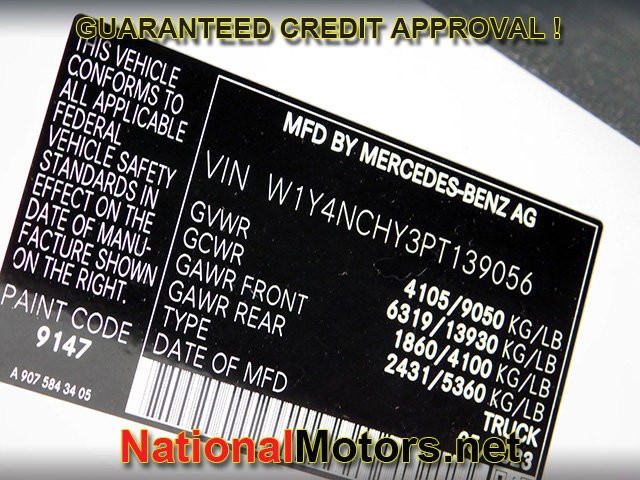 GUARANTEED CREDIT APPROVAL !
THIS VEHICLE
CONFORMS TO
ALL APPLICABLE
FEDERAL
VEHICLE SAFETY
STANDARDS IN
EFFECT ON THE
DATE OF MANU-
FACTURE SHOWN
ON THE RIGHT.
PAINT CODE
9147
A 907 584 34 05
MFD BY MERCEDES-BENZ AG
VIN W1Y4NCHY3PT139056
GVWR 4105/9050 KG/LB
GCWR 6319/13930 KG/LB
GAWR FRONT 1860/4100 KG/LB
GAWR REAR 2431/5360 KG/LB
TYPE TRUCK
DATE OF MFD
NationalMotors.net